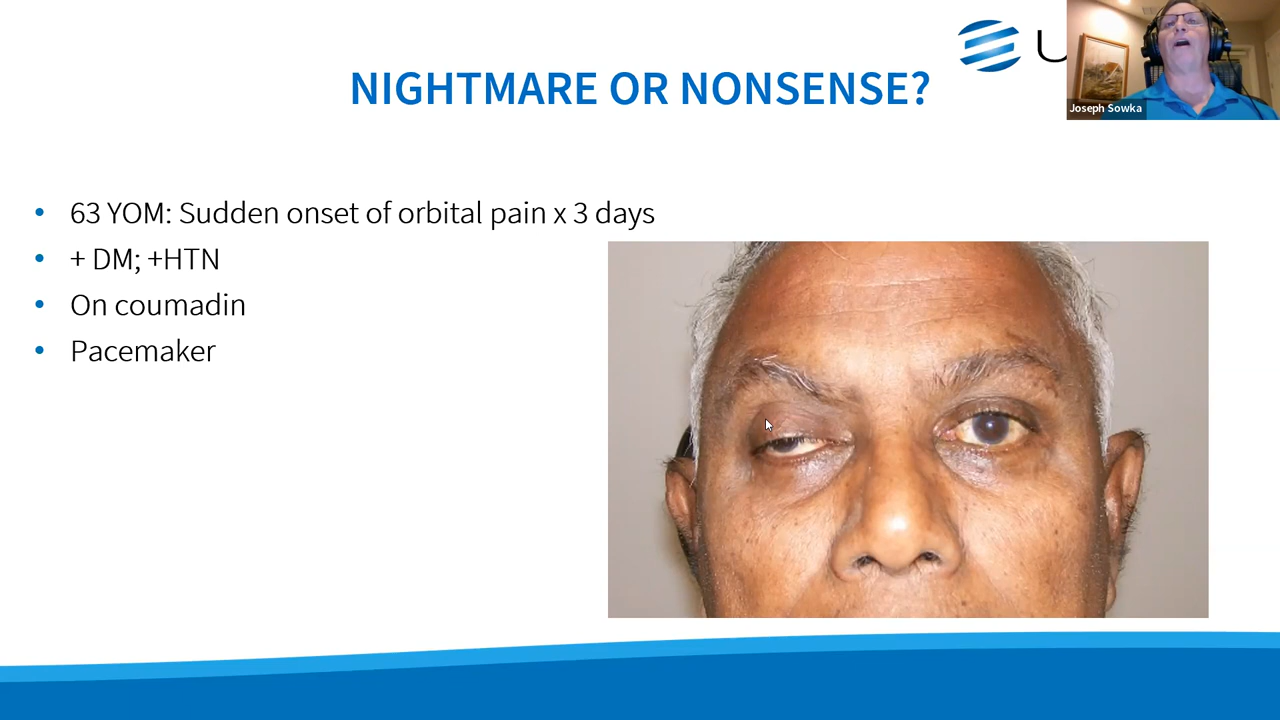 U
Joseph Sowka
NIGHTMARE OR NONSENSE?
• 63 YOM: Sudden onset of orbital pain x 3 days
• + DM; +HTN
• On coumadin
• Pacemaker